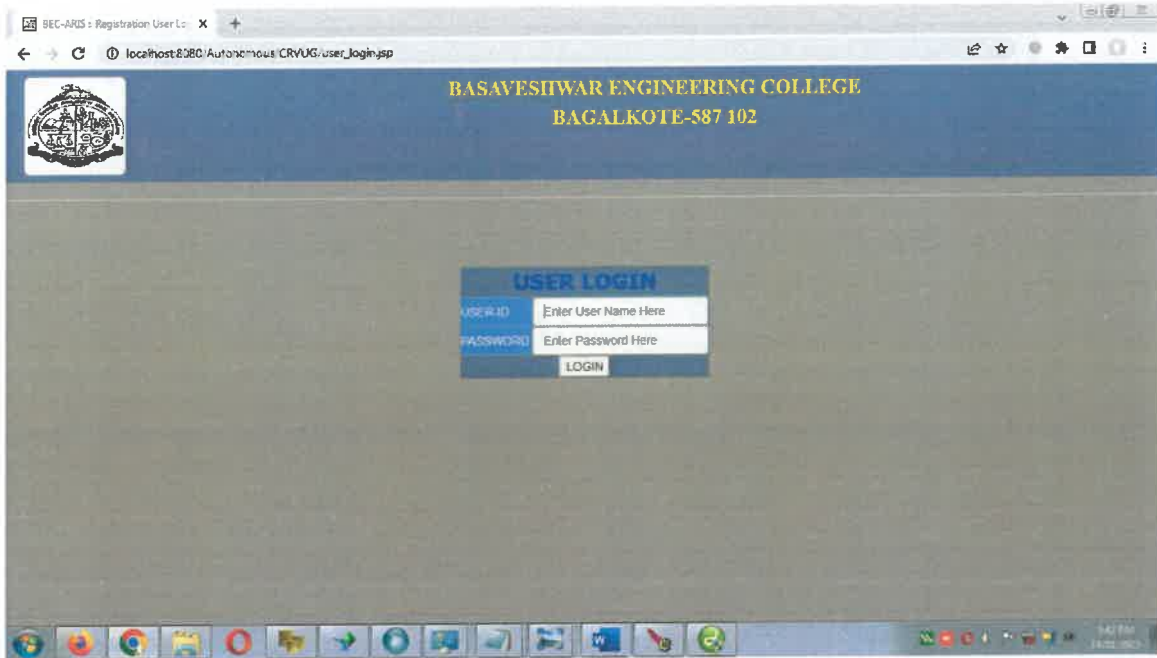 BEC-ARIS : Registration User Lo
localhost:8080/Autonomous/CRVUG/user_login.jsp
BASAVESHWAR ENGINEERING COLLEGE
BAGALKOTE-587 102
USER LOGIN
USER ID Enter User Name Here
PASSWORD Enter Password Here
LOGIN